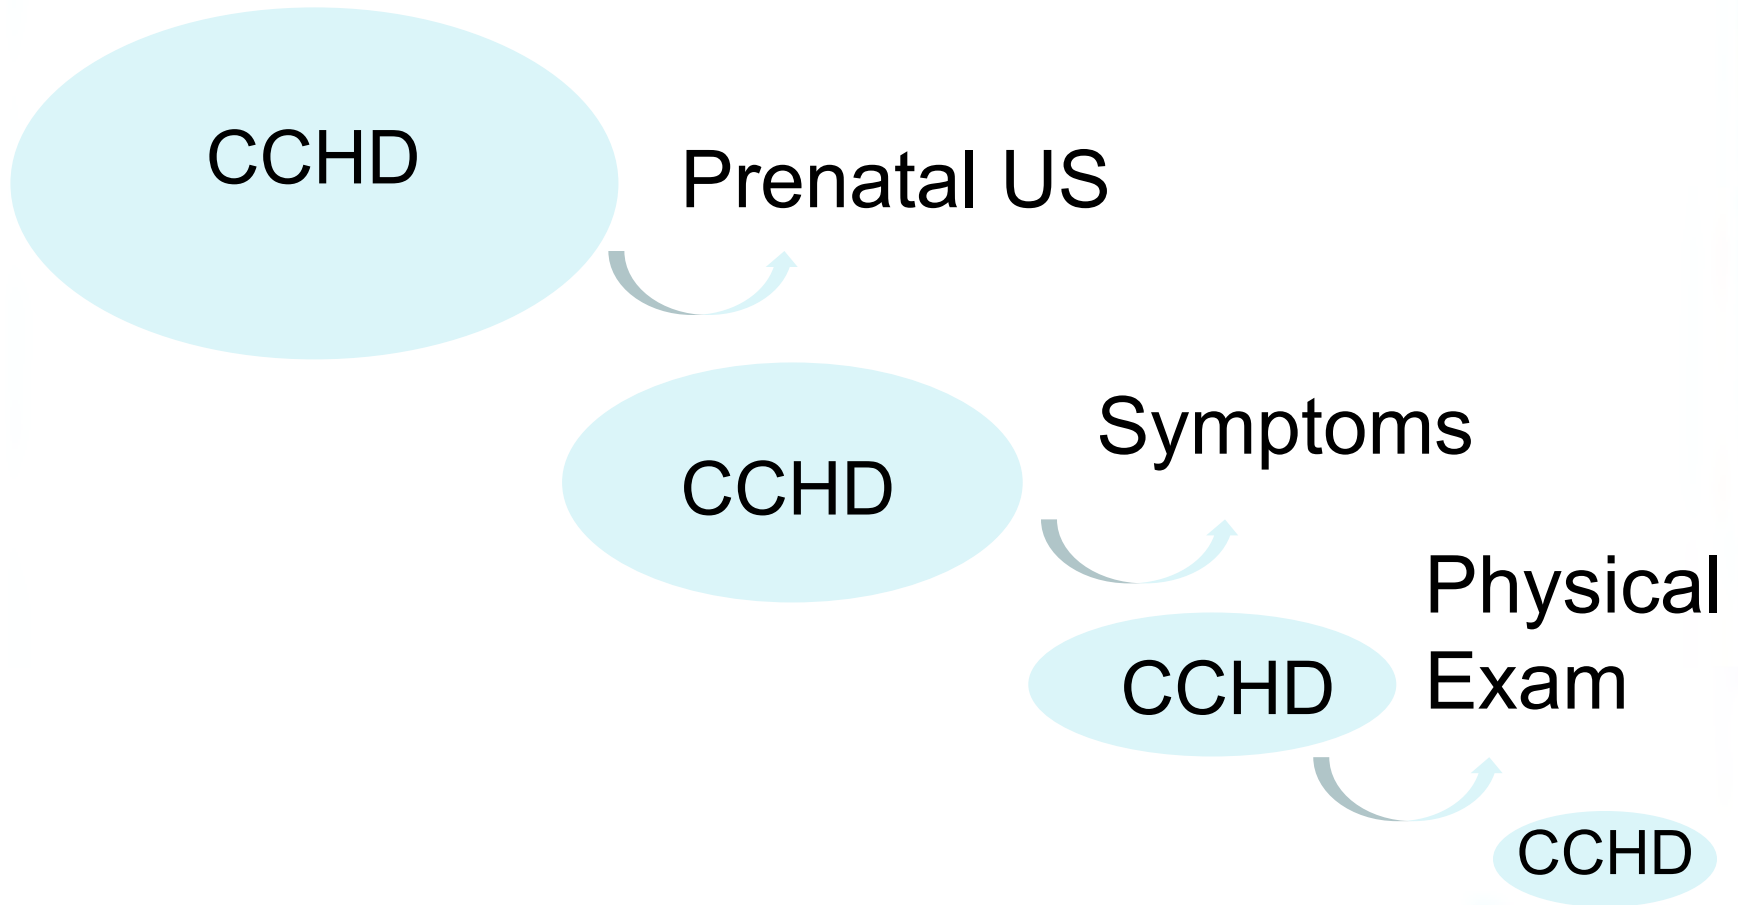 CCHD
Prenatal US
Symptoms
CCHD
Physical
Exam
CCHD
CCHD